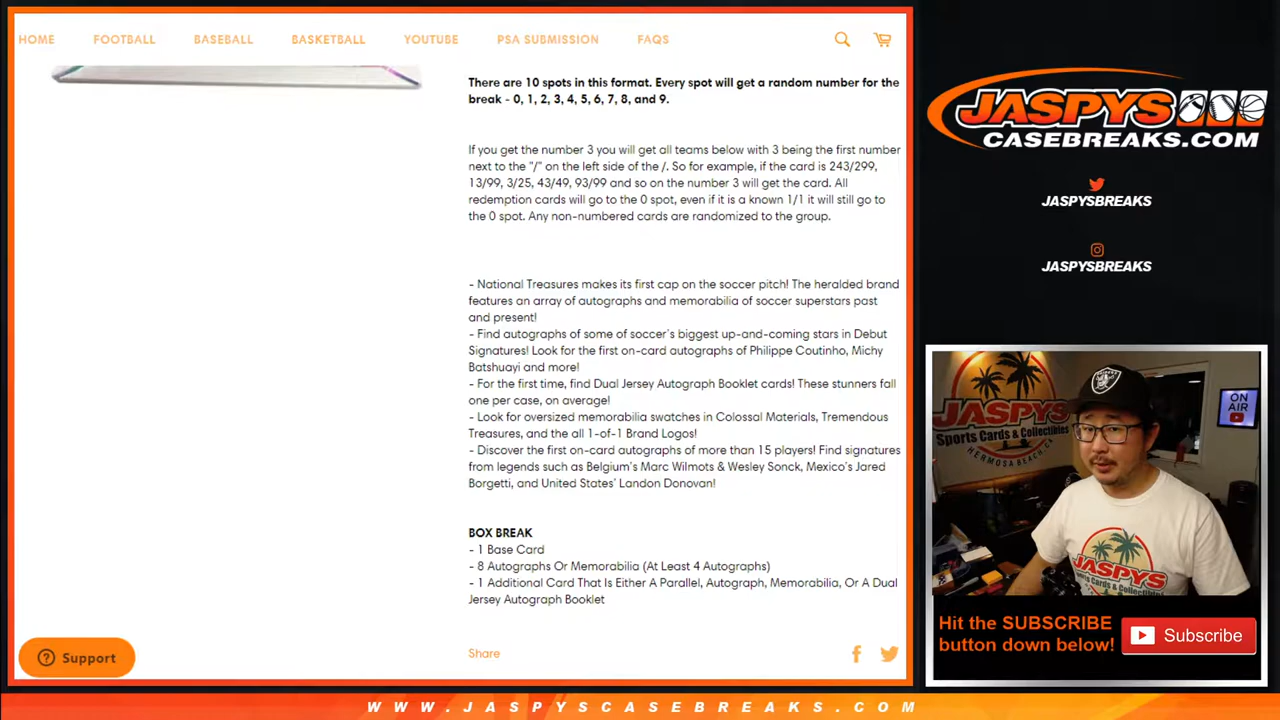 HOME FOOTBALL BASEBALL BASKETBALL YOUTUBE PSA SUBMISSION FAQS
There are 10 spots in this format. Every spot will get a random number for the
break - 0, 1, 2, 3, 4, 5, 6, 7, 8, and 9.
If you get the number 3 you will get all teams below with 3 being the first number
next to the "/" on the left side of the /. So for example, if the card is 243/299,
13/99, 3/25, 43/49, 93/99 and so on the number 3 will get the card. All
redemption cards will go to the 0 spot, even if it is a known 1/1 it will still go to
the 0 spot. Any non-numbered cards are randomized to the group.
- National Treasures makes its first cap on the soccer pitch! The heralded brand
features an array of autographs and memorabilia of soccer superstars past
and present!
- Find autographs of some of soccer's biggest up-and-coming stars in Debut
Signatures! Look for the first on-card autographs of Philippe Coutinho, Michy
Batshuayi and more!
- For the first time, find Dual Jersey Autograph Booklet cards! These stunners fall
one per case, on average!
- Look for oversized memorabilia swatches in Colossal Materials, Tremendous
Treasures, and the all 1-of-1 Brand Logos!
- Discover the first on-card autographs of more than 15 players! Find signatures
from legends such as Belgium's Marc Wilmots & Wesley Sonck, Mexico's Jared
Borgetti, and United States' Landon Donovan!
BOX BREAK
- 1 Base Card
- 8 Autographs Or Memorabilia (At Least 4 Autographs)
- 1 Additional Card That Is Either A Parallel, Autograph, Memorabilia, Or A Dual
Jersey Autograph Booklet
Share
Support
JASPYS
CASEBREAKS.COM
JASPYSBREAKS
JASPYSBREAKS
JASPYS
Sports Cards & Collectibles
HERMOSA BEACH, CA
ON
AIR
RAIDERS
JASPYS
Hit the SUBSCRIBE
button down below!
Subscribe
WWW.JASPYSCASEBREAKS.COM